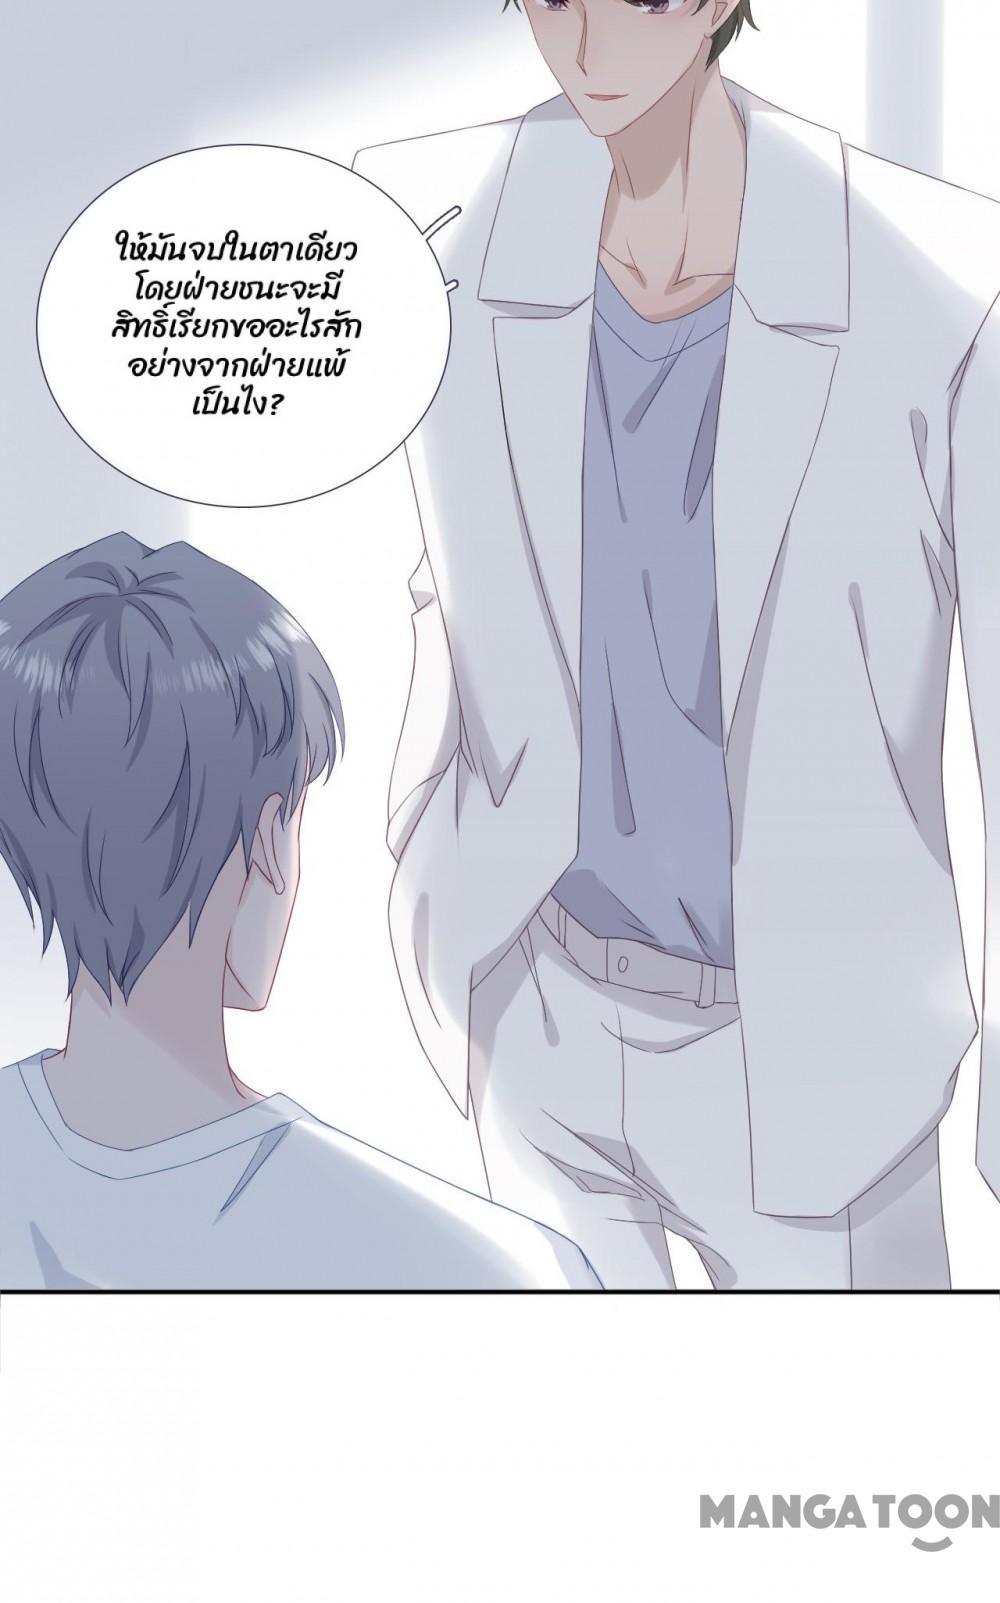 ให้มันจบในตาเดียว
โดยฝ่ายชนะจะมี
สิทธิ์เรียกขออะไรสัก
อย่างจากฝ่ายแพ้
เป็นไง?
MANGATOON